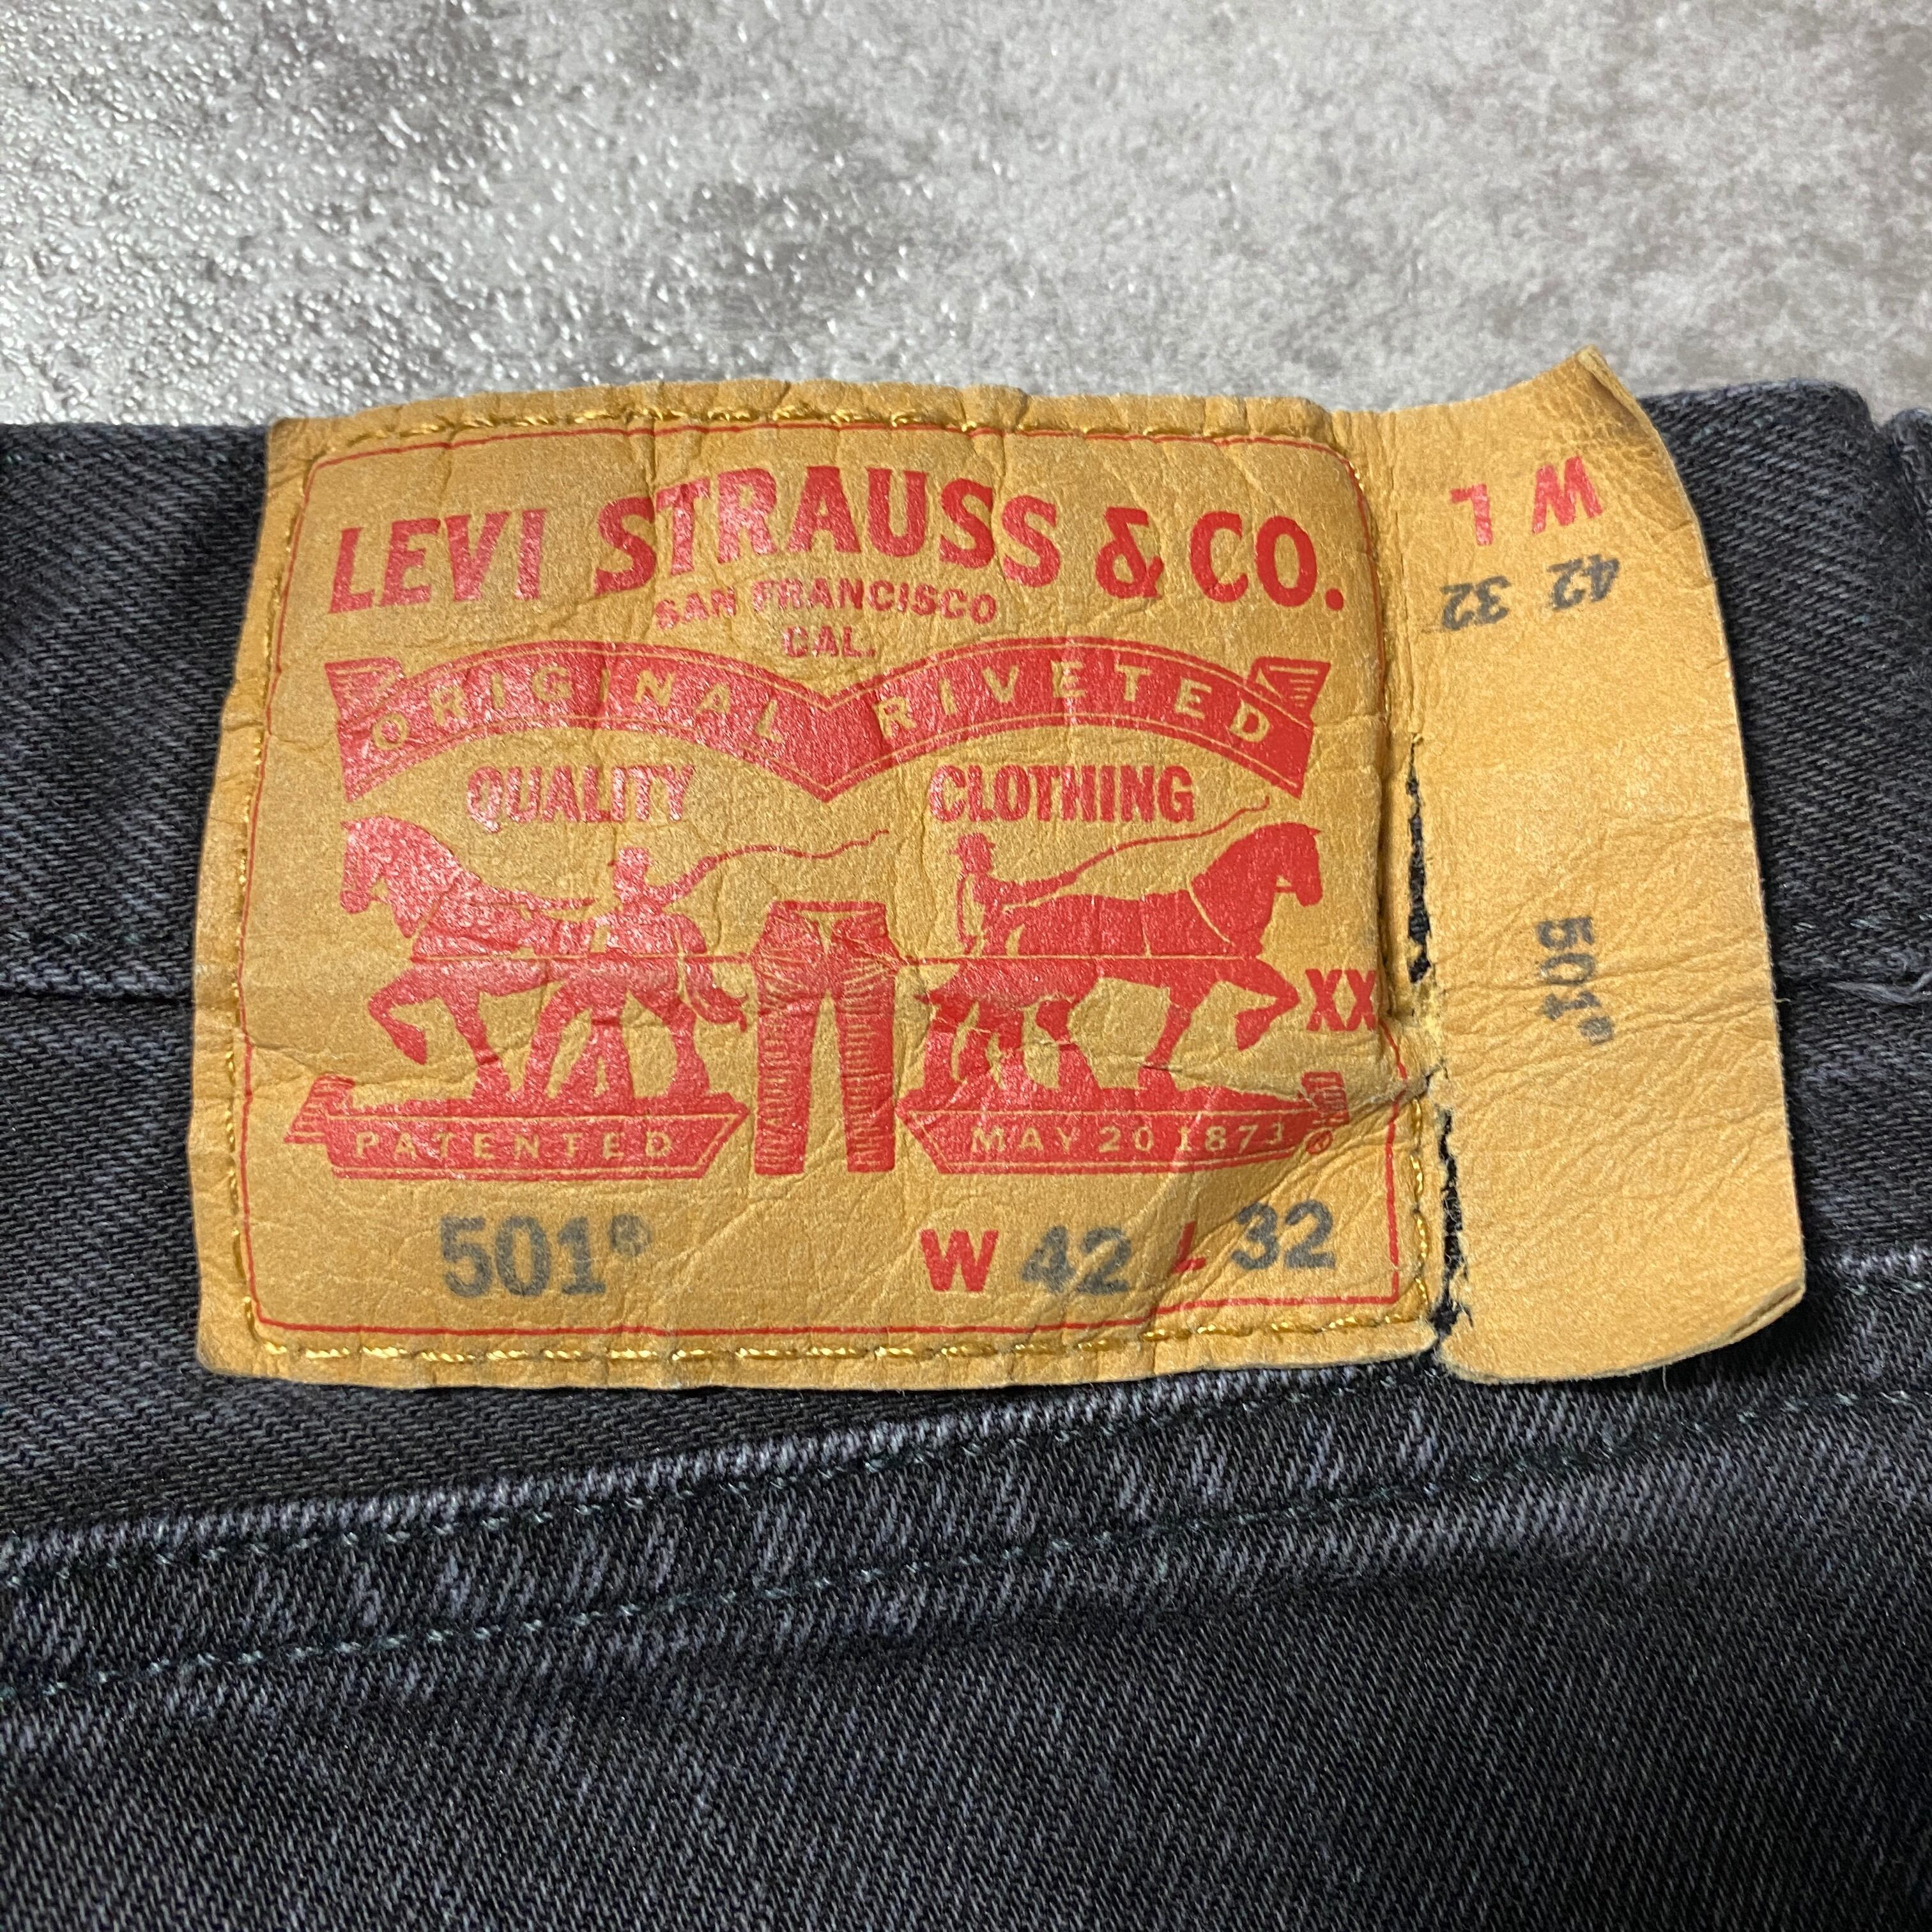 LEVI STRAUSS & CO.
SAN FRANCISCO
CAL.
ORIGINAL RIVETED
QUALITY CLOTHING
XX
PATENTED MAY 20 1873
501® W 42 L 32
W L
42 32
501®